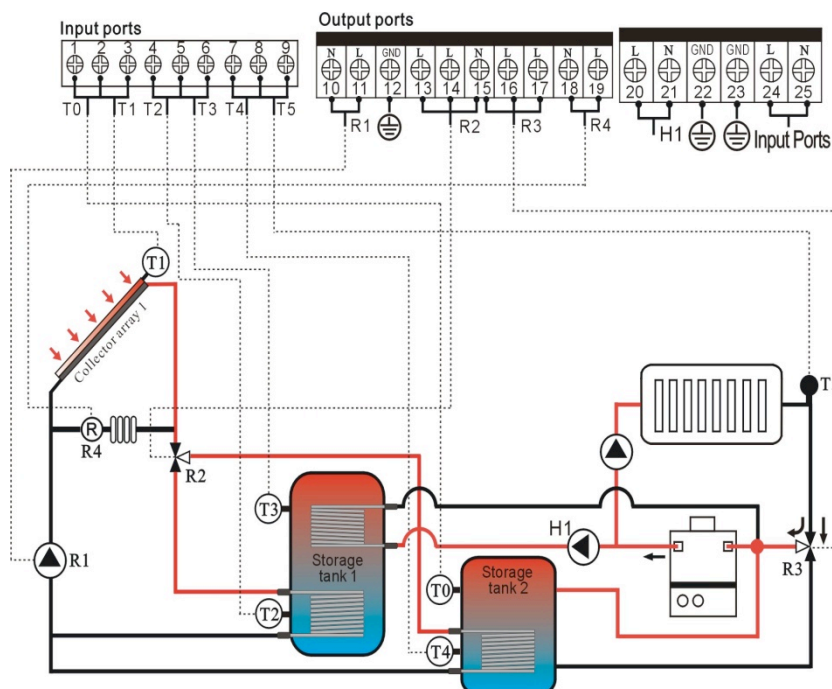 Input ports
Output ports
1 2 3 4 5 6 7 8 9
T0 T1 T2 T3 T4 T5
N L GND L L N L L N L
10 11 12 13 14 15 16 17 18 19
R1 R2 R3 R4
L N GND GND L N
20 21 22 23 24 25
H1 Input Ports
T1
Collector array 1
R
R4
R2
T3
T
H1
R1
Storage
tank 1
Storage
tank 2
R3
T2
T0
T4